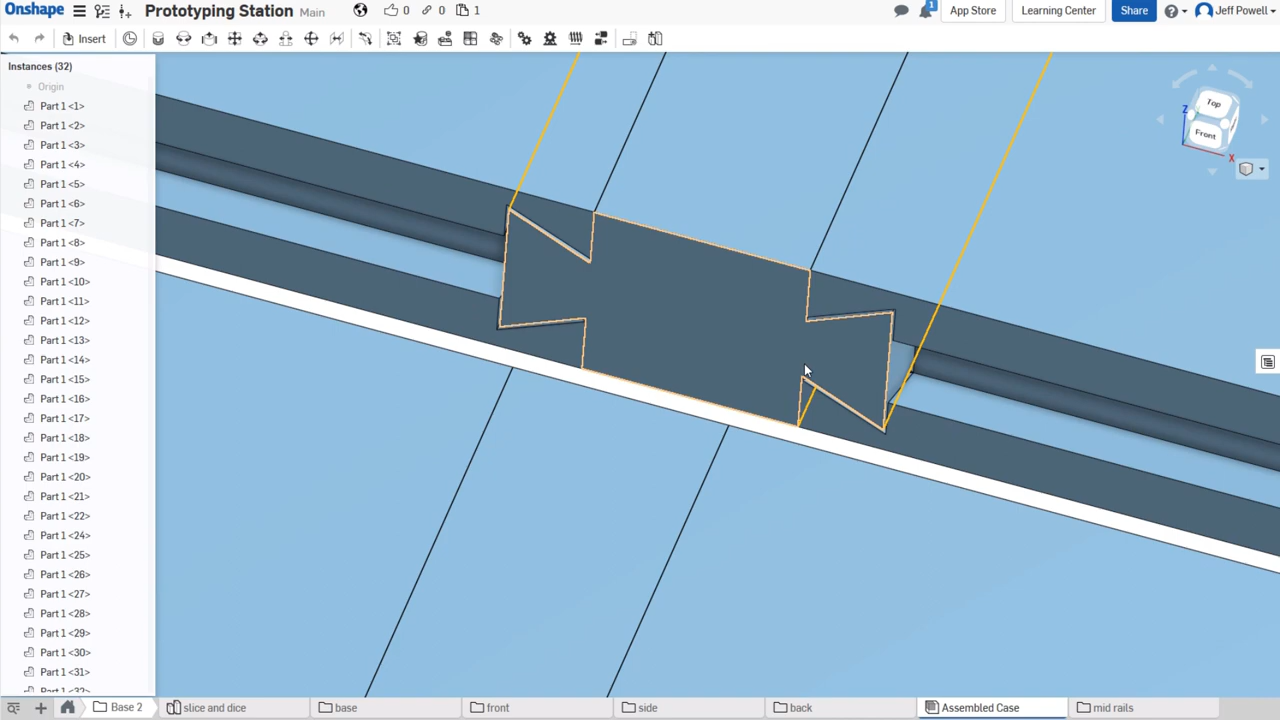 Onshape
Prototyping Station Main
0
0
1
App Store
Learning Center
Share
1
Jeff Powell
Insert
Instances (32)
Origin
Part 1 <1>
Part 1 <2>
Part 1 <3>
Part 1 <4>
Part 1 <5>
Part 1 <6>
Part 1 <7>
Part 1 <8>
Part 1 <9>
Part 1 <10>
Part 1 <11>
Part 1 <12>
Part 1 <13>
Part 1 <14>
Part 1 <15>
Part 1 <16>
Part 1 <17>
Part 1 <18>
Part 1 <19>
Part 1 <20>
Part 1 <21>
Part 1 <22>
Part 1 <24>
Part 1 <25>
Part 1 <26>
Part 1 <27>
Part 1 <28>
Part 1 <29>
Part 1 <30>
Part 1 <31>
Part 1 <32>
Top
Front
Z
X
Base 2
slice and dice
base
front
side
back
Assembled Case
mid rails